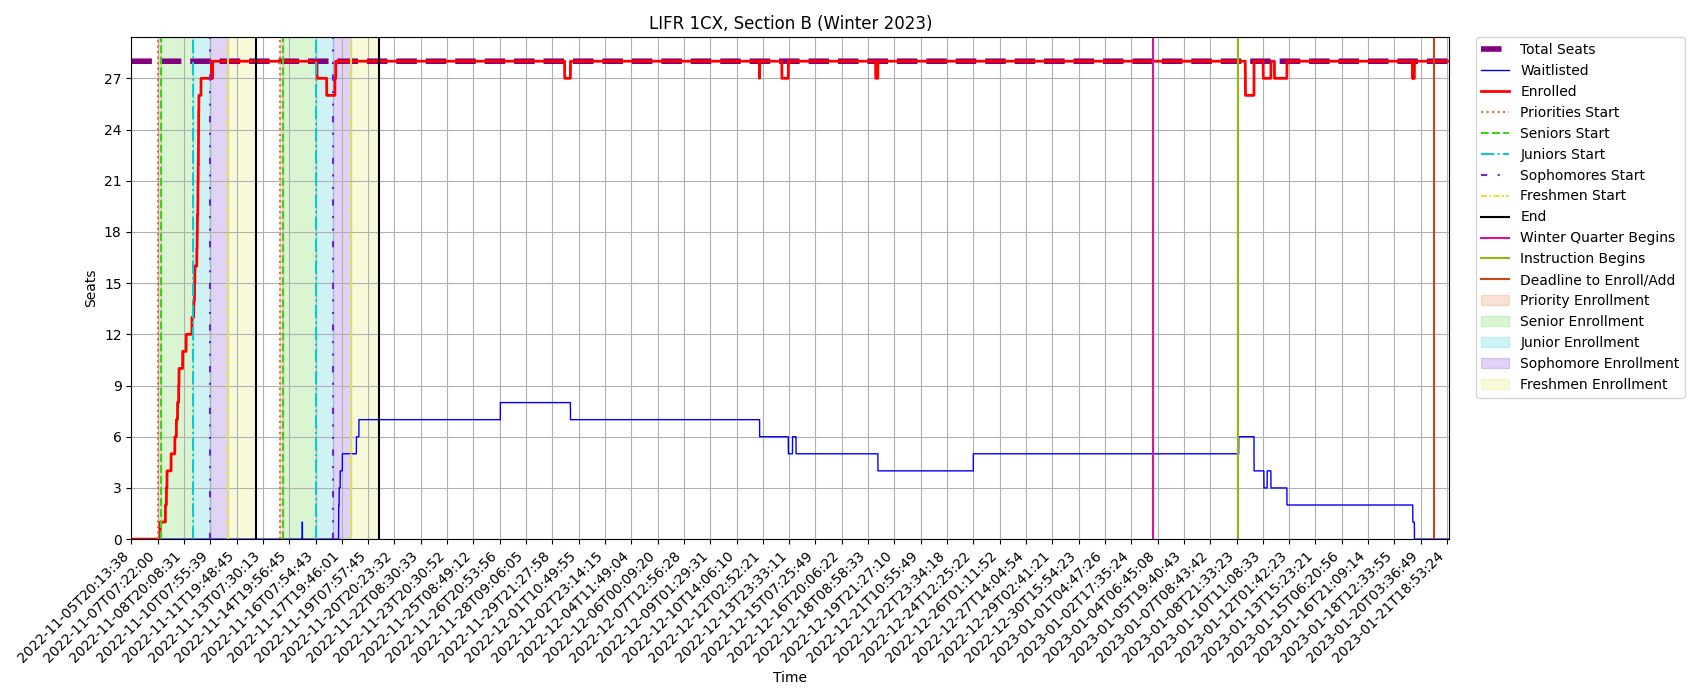 LIFR 1CX, Section B (Winter 2023)
Seats
27
24
21
18
15
12
9
6
3
0
2022-11-05T20:13:38
2022-11-07T07:22:00
2022-11-08T20:08:31
2022-11-10T07:55:39
2022-11-11T19:48:45
2022-11-13T07:30:13
2022-11-14T19:56:45
2022-11-16T07:54:43
2022-11-17T19:46:01
2022-11-19T07:57:45
2022-11-20T20:23:32
2022-11-22T08:30:33
2022-11-23T20:30:52
2022-11-25T08:49:12
2022-11-26T20:53:56
2022-11-28T09:06:05
2022-11-29T21:27:58
2022-12-01T10:49:55
2022-12-02T23:14:15
2022-12-04T11:49:04
2022-12-06T00:09:20
2022-12-07T12:56:28
2022-12-09T01:29:31
2022-12-10T14:06:10
2022-12-12T02:52:21
2022-12-13T23:33:11
2022-12-15T07:25:49
2022-12-16T20:06:22
2022-12-18T08:58:33
2022-12-19T21:27:10
2022-12-21T10:55:49
2022-12-22T23:34:18
2022-12-24T12:25:22
2022-12-26T01:11:52
2022-12-27T14:04:54
2022-12-29T02:41:21
2022-12-30T15:54:23
2023-01-01T04:47:26
2023-01-02T17:35:24
2023-01-04T06:45:08
2023-01-05T19:40:43
2023-01-07T08:43:42
2023-01-08T21:33:23
2023-01-10T11:08:33
2023-01-12T01:42:23
2023-01-13T15:23:21
2023-01-15T06:20:56
2023-01-16T21:09:14
2023-01-18T12:33:55
2023-01-20T03:36:49
2023-01-21T18:53:24
Time
Total Seats
Waitlisted
Enrolled
Priorities Start
Seniors Start
Juniors Start
Sophomores Start
Freshmen Start
End
Winter Quarter Begins
Instruction Begins
Deadline to Enroll/Add
Priority Enrollment
Senior Enrollment
Junior Enrollment
Sophomore Enrollment
Freshmen Enrollment